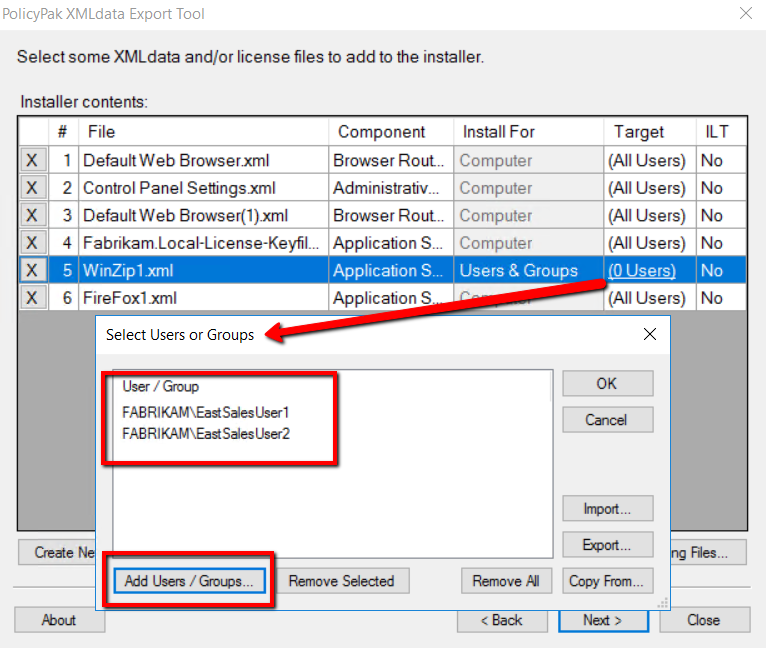 PolicyPak XMLdata Export Tool
Select some XMLdata and/or license files to add to the installer.
Installer contents:
# File Component Install For Target ILT
X 1 Default Web Browser.xml Browser Rout... Computer (All Users) No
X 2 Control Panel Settings.xml Administrativ... Computer (All Users) No
X 3 Default Web Browser(1).xml Browser Rout... Computer (All Users) No
X 4 Fabrikam.Local-License-Keyfil... Application S... Computer (All Users) No
X 5 WinZip1.xml Application S... Users & Groups (0 Users) No
X 6 FireFox1.xml Application S... Computer (All Users) No
Select Users or Groups
User / Group
FABRIKAM\EastSalesUser1
FABRIKAM\EastSalesUser2
OK
Cancel
Import...
Export...
Create Ne
ng Files...
Add Users / Groups... Remove Selected Remove All Copy From...
About < Back Next > Close